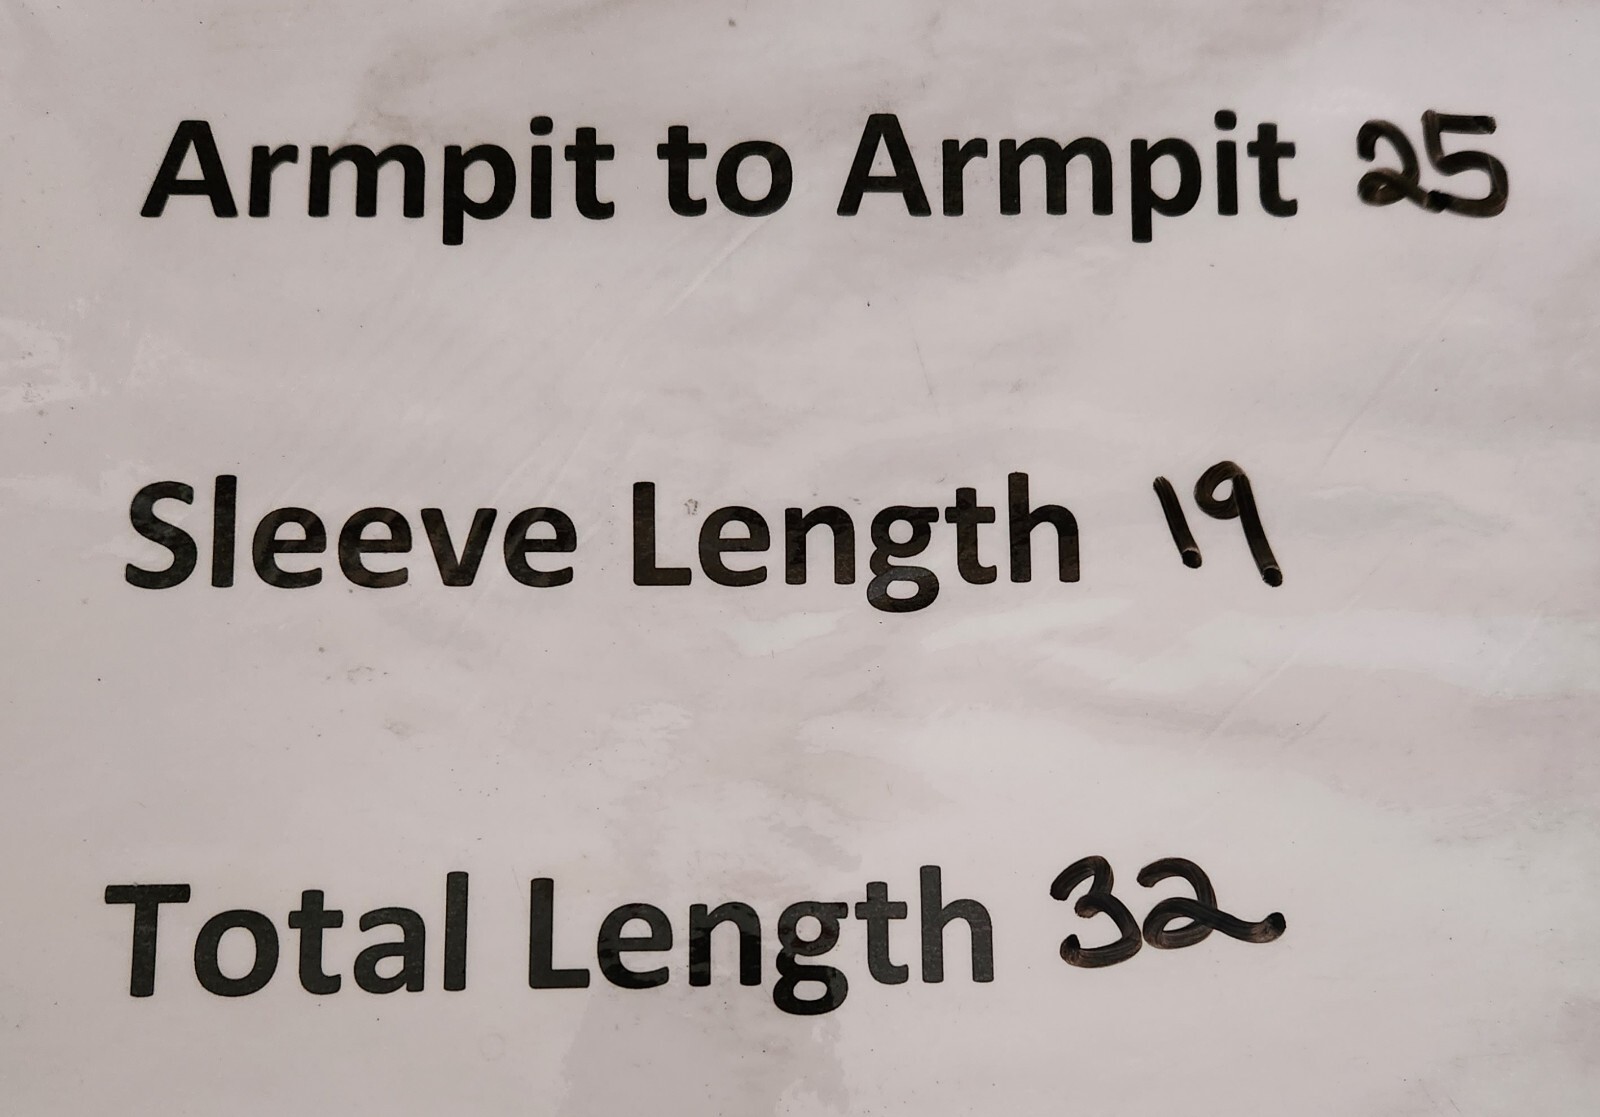 Armpit to Armpit 25
Sleeve Length 19
Total Length 32